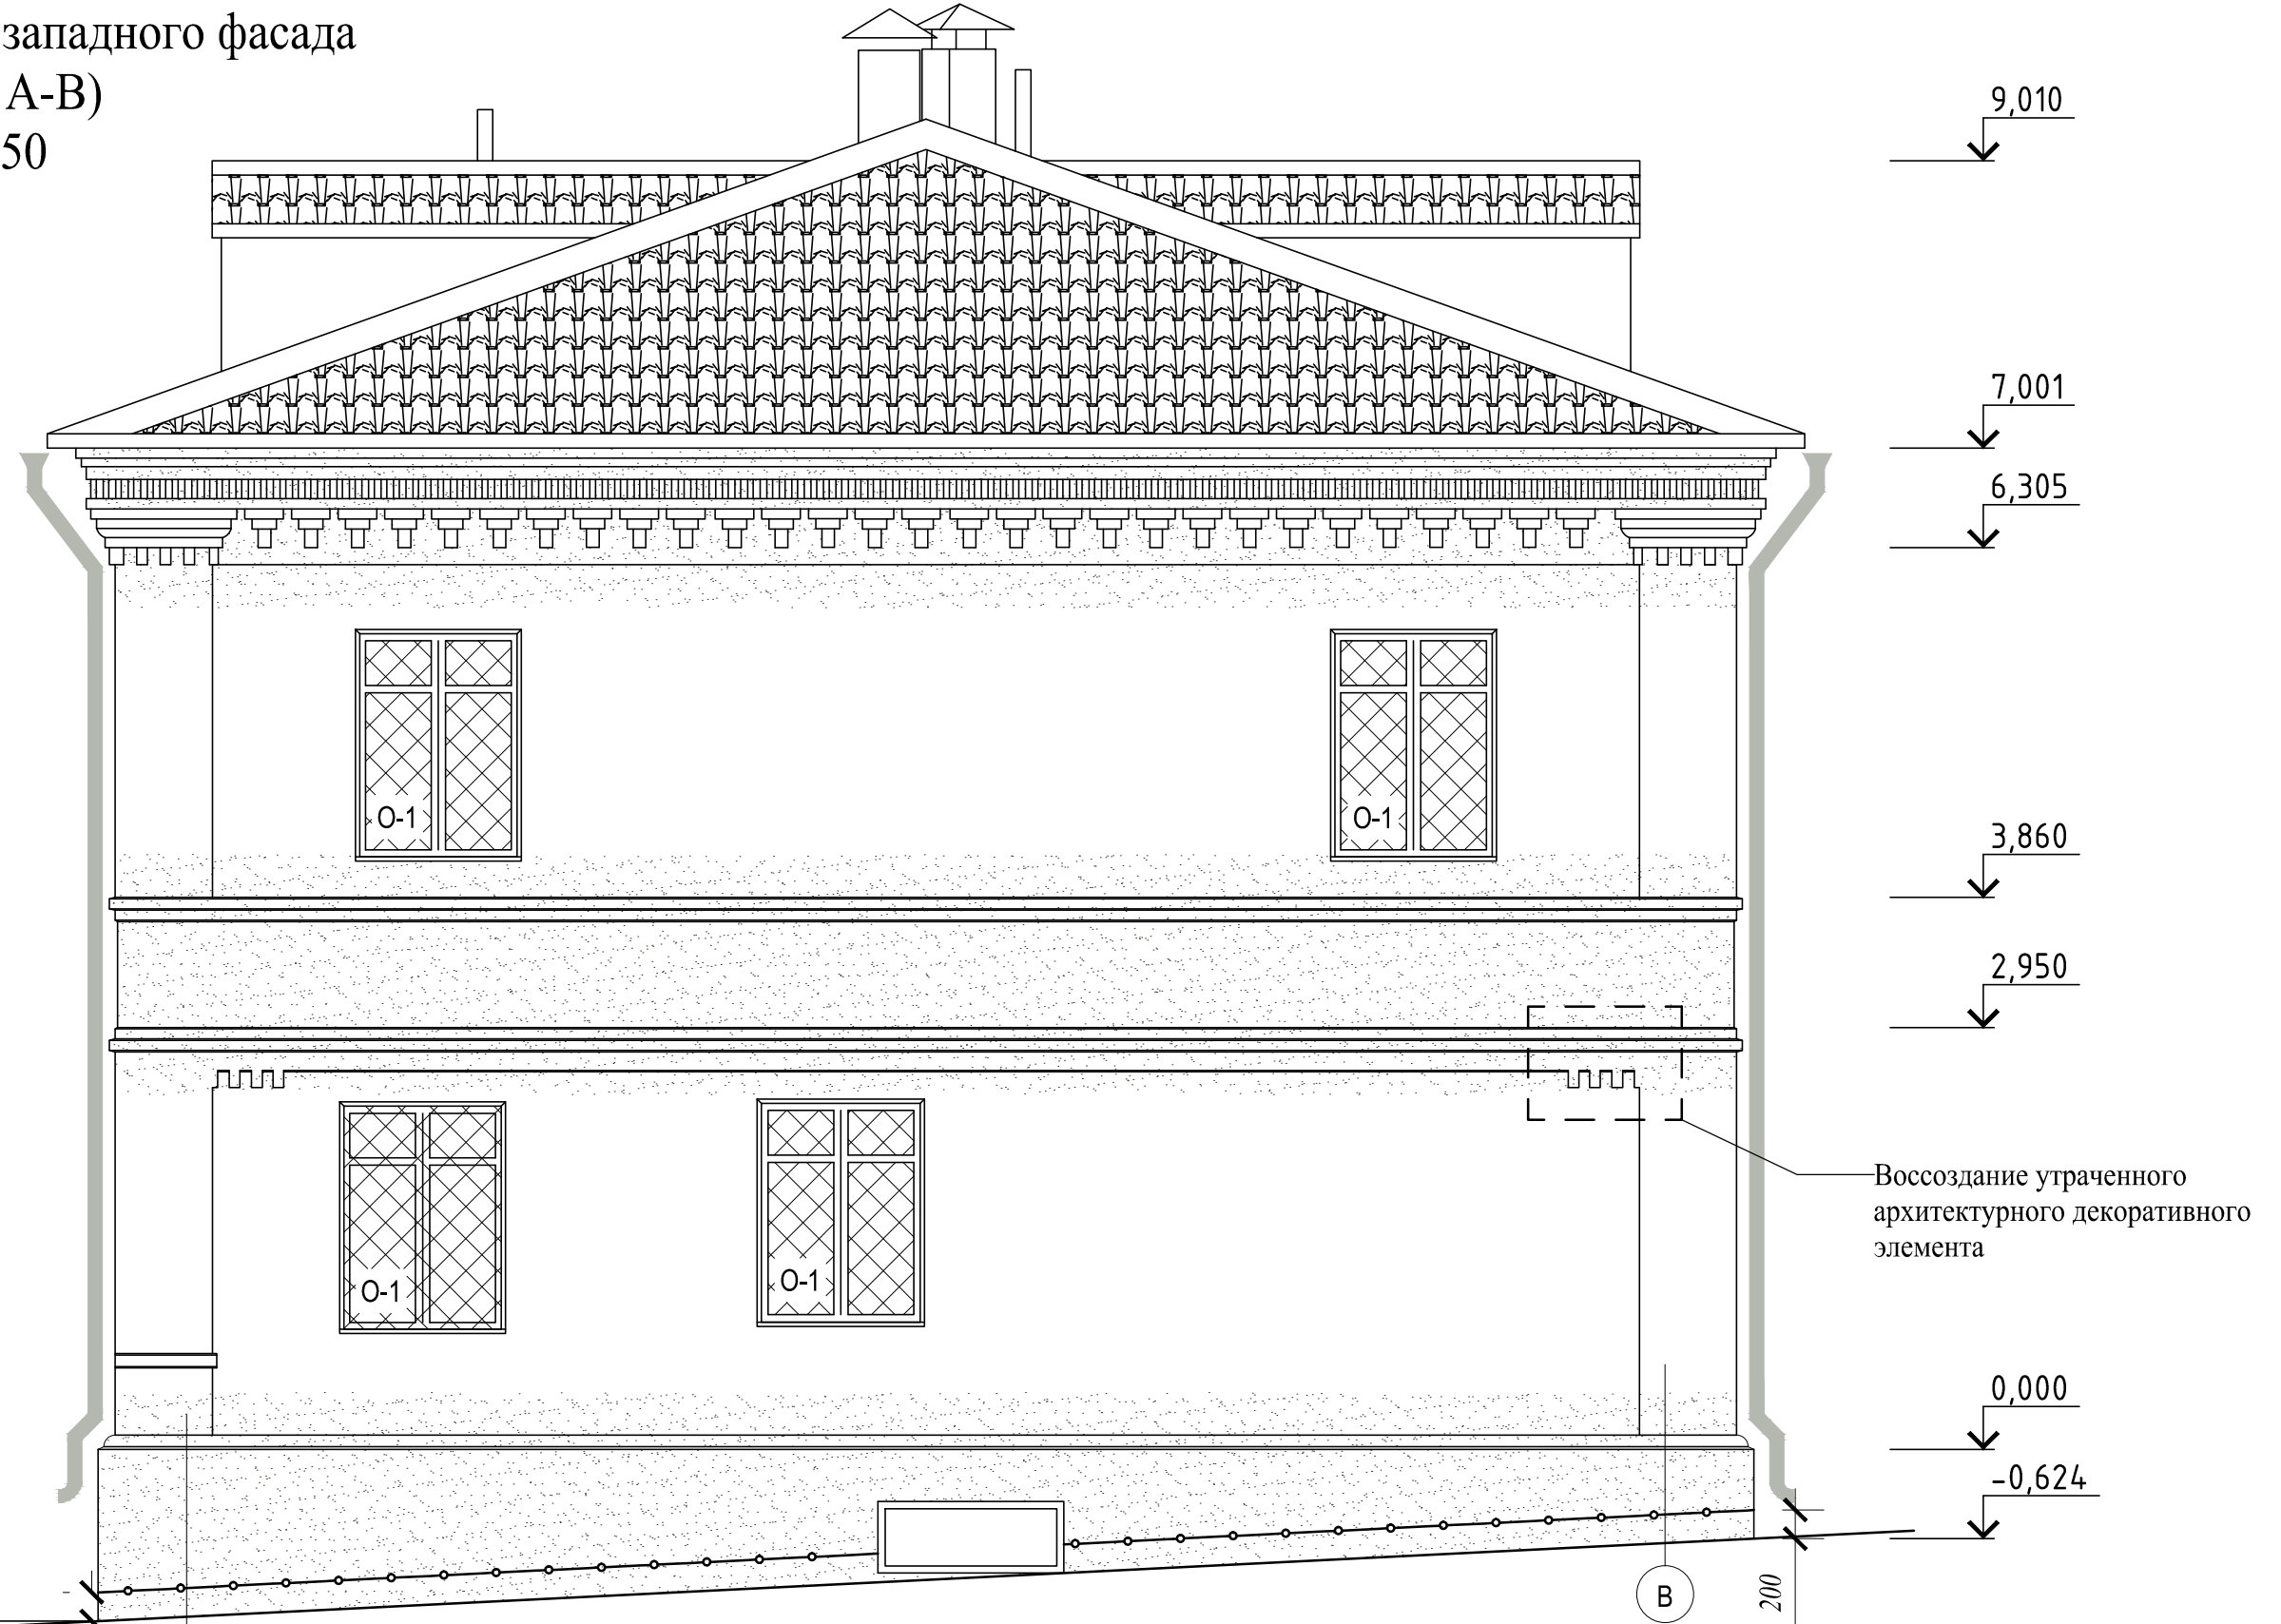 западного фасада
А-В)
50
9,010
7,001
6,305
О-1
О-1
3,860
2,950
Воссоздание утраченного
архитектурного декоративного
элемента
О-1
О-1
0,000
-0,624
В
200